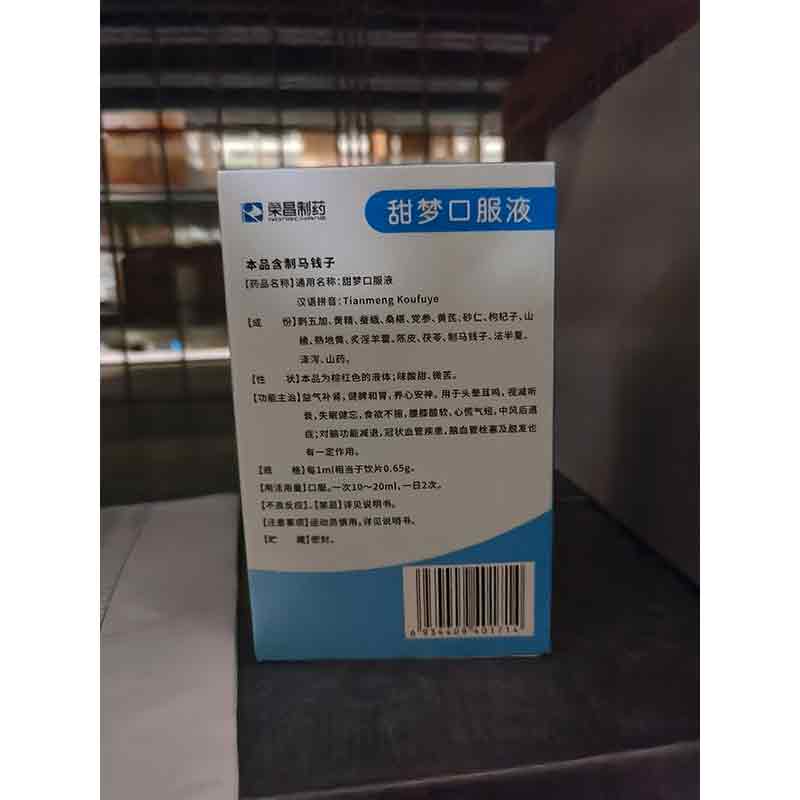 荣昌制药
甜梦口服液
本品含制马钱子
【药品名称】通用名称:甜梦口服液
汉语拼音:Tianmeng Koufuye
【成 份】刺五加、黄精、蚕蛾、桑椹、党参、黄芪、砂仁、枸杞子、山
楂、熟地黄、炙淫羊藿、陈皮、茯苓、制马钱子、法半夏、
泽泻、山药。
【性 状】本品为棕红色的液体;味酸甜、微苦。
【功能主治】益气补肾,健脾和胃,养心安神。用于头晕耳鸣,视减听
衰,失眠健忘,食欲不振,腰膝酸软,心慌气短,中风后遗
症;对脑功能减退,冠状血管疾患,脑血管栓塞及脱发也
有一定作用。
【规 格】每1ml相当于饮片0.65g。
【用法用量】口服。一次10～20ml,一日2次。
【不良反应】、【禁忌】详见说明书。
【注意事项】运动员慎用,详见说明书。
【贮 藏】密封。
6 934409 401714